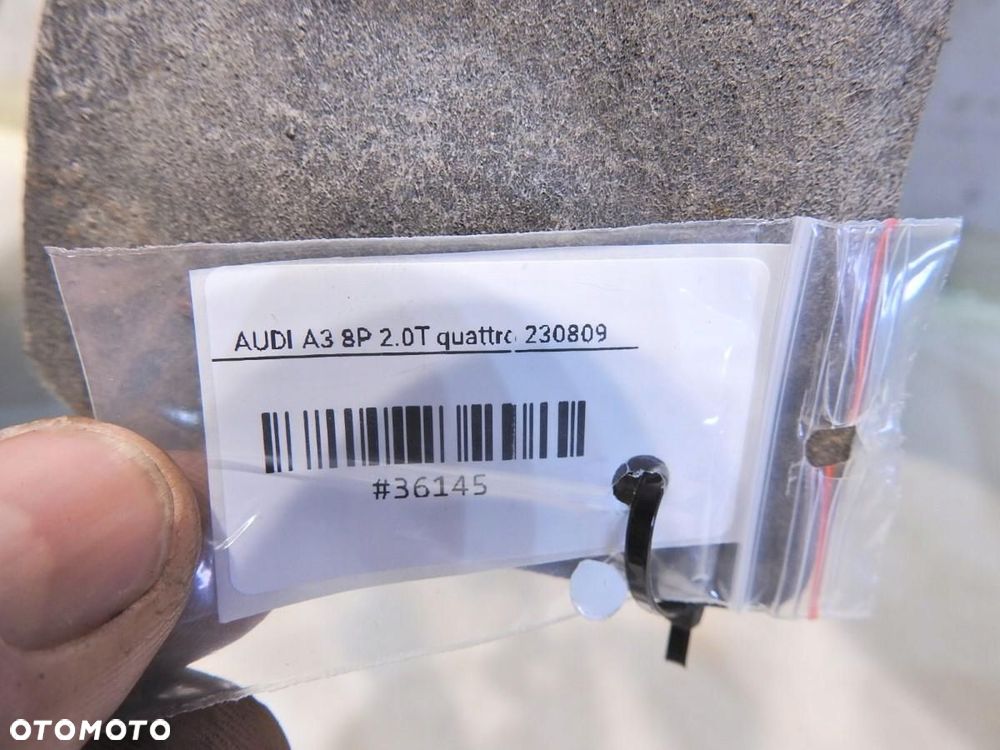 AUDI A3 8P 2.0T quattro 230809
#36145
OTOMOTO